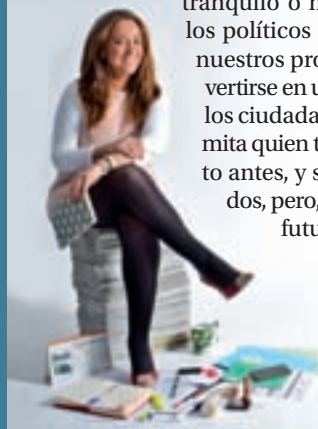 tranquilo o
los políticos
nuestros pro
vertirse en u
los ciudada
mita quien t
to antes, y s
dos, pero,
futu